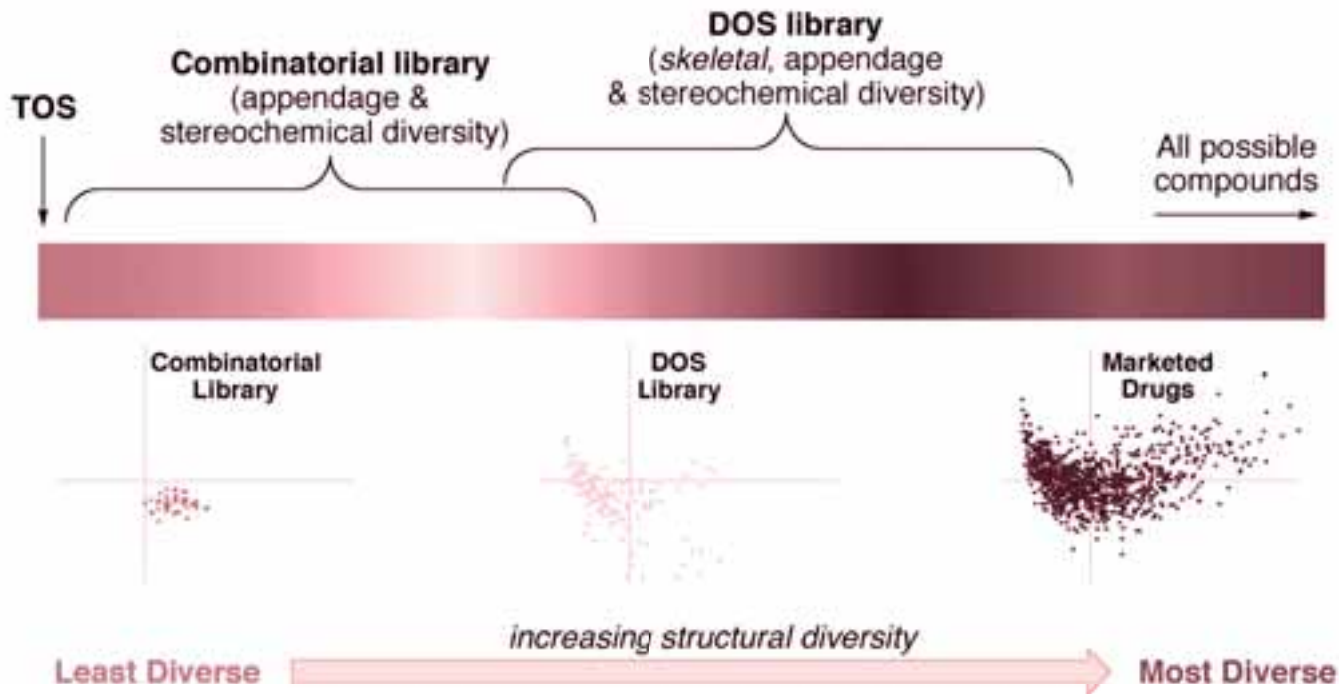 TOS
Combinatorial library
(appendage &
stereochemical diversity)
DOS library
(skeletal, appendage
& stereochemical diversity)
All possible
compounds
Combinatorial
Library
DOS
Library
Marketed
Drugs
increasing structural diversity
Least Diverse
Most Diverse